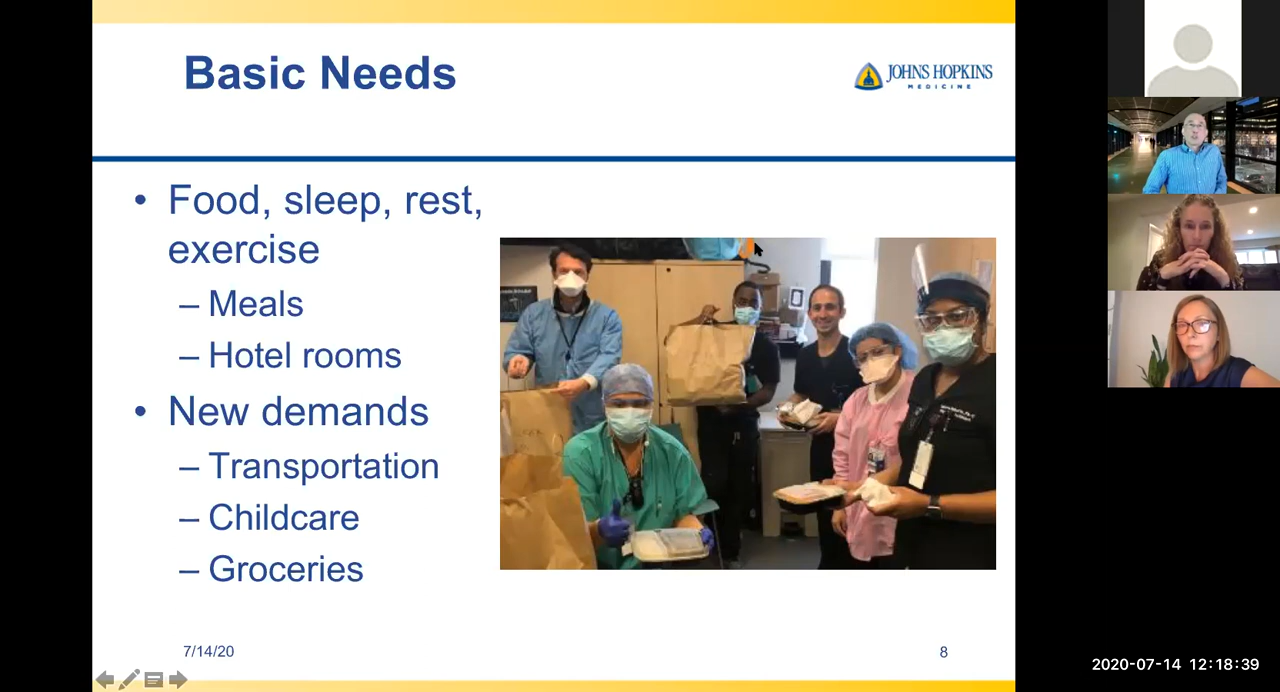 Basic Needs
JOHNS HOPKINS
MEDICINE
• Food, sleep, rest,
exercise
– Meals
– Hotel rooms
• New demands
– Transportation
– Childcare
– Groceries
7/14/20
8
2020-07-14 12:18:39